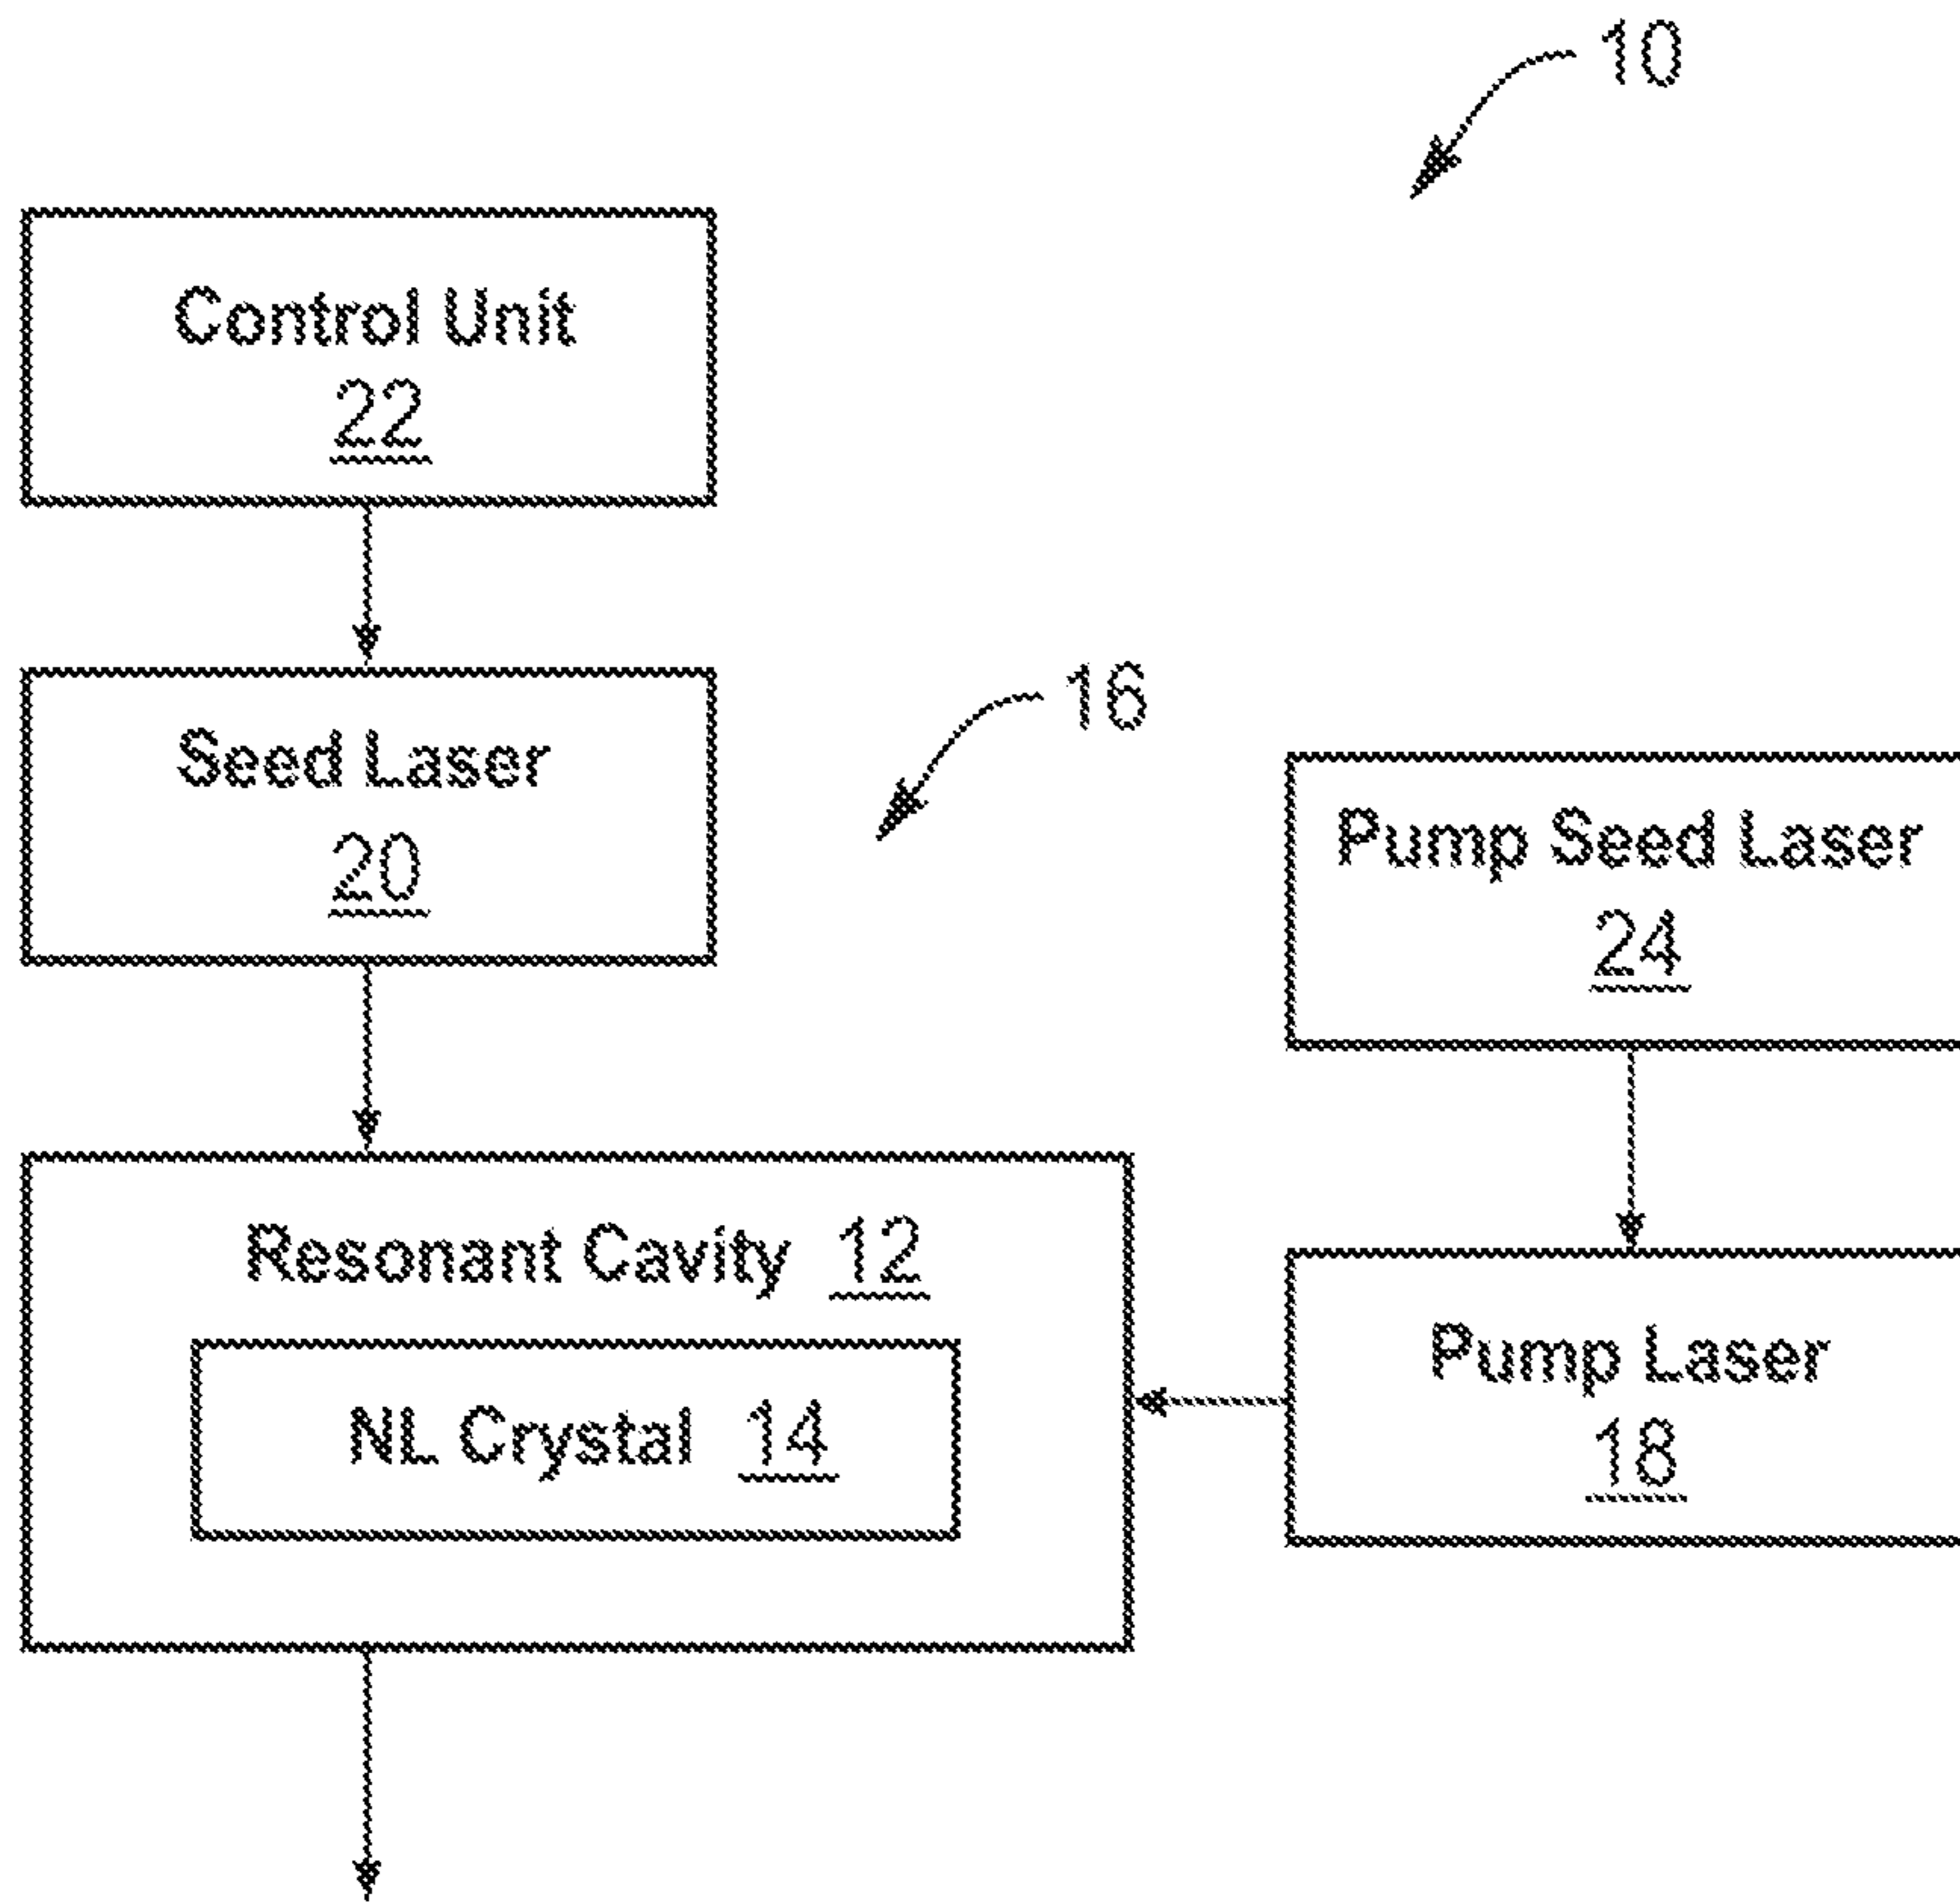 10
Control Unit
22
16
Seed Laser
20
Pump Seed Laser
24
Resonant Cavity 12
NL Crystal 14
Pump Laser
18